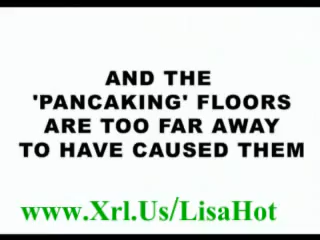 AND THE
'PANCAKING' FLOORS
ARE TOO FAR AWAY
TO HAVE CAUSED THEM
www.Xrl.Us/LisaHot